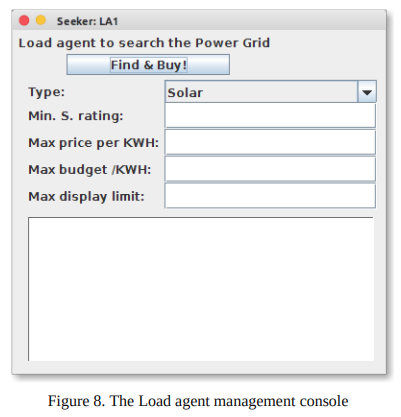 Seeker: LA1
Load agent to search the Power Grid
Find & Buy!
Type:
Solar
Min. S. rating:
Max price per KWH:
Max budget /KWH:
Max display limit:
Figure 8. The Load agent management console